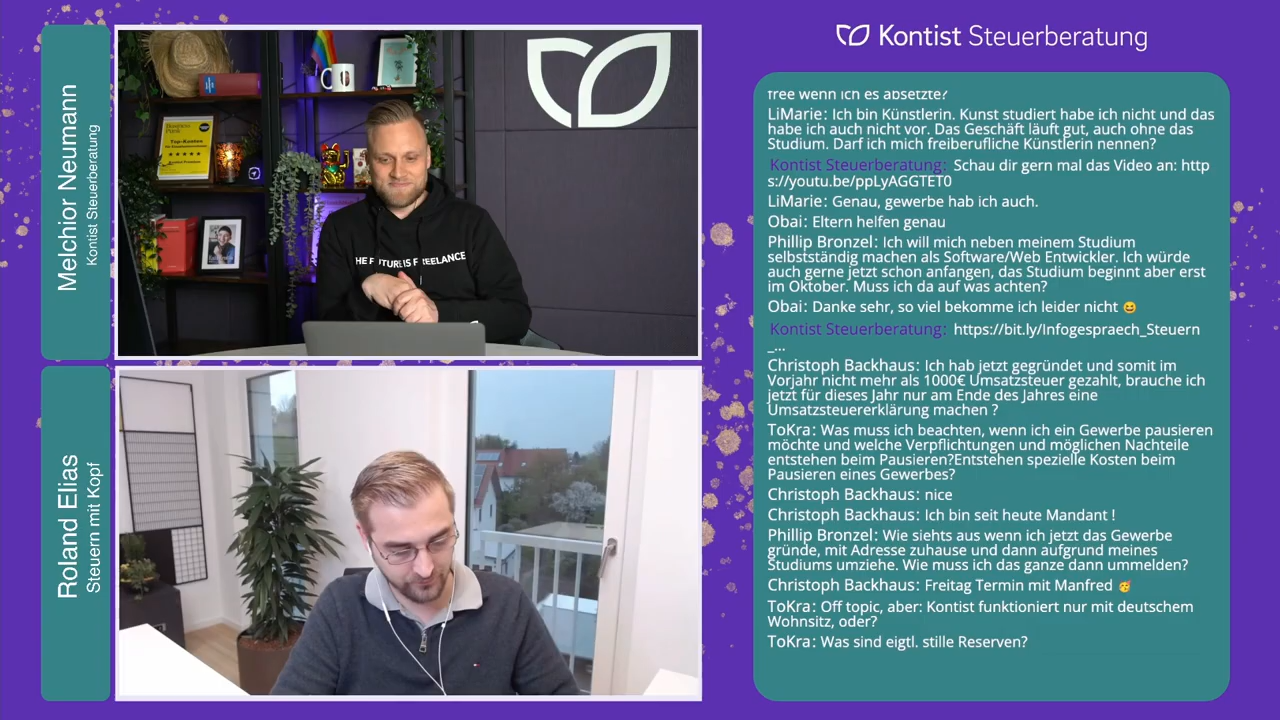 Melchior Neumann
Kontist Steuerberatung
Business Punk
Top-Konten
THE FUTURE IS FREELANCE
Roland Elias
Steuern mit Kopf
Kontist Steuerberatung
free wenn ich es absetzte?
LiMarie: Ich bin Künstlerin. Kunst studiert habe ich nicht und das
habe ich auch nicht vor. Das Geschäft läuft gut, auch ohne das
Studium. Darf ich mich freiberufliche Künstlerin nennen?
Kontist Steuerberatung: Schau dir gern mal das Video an: http
s://youtu.be/ppLyAGGTET0
LiMarie: Genau, gewerbe hab ich auch.
Obai: Eltern helfen genau
Phillip Bronzel: Ich will mich neben meinem Studium
selbstständig machen als Software/Web Entwickler. Ich würde
auch gerne jetzt schon anfangen, das Studium beginnt aber erst
im Oktober. Muss ich da auf was achten?
Obai: Danke sehr, so viel bekomme ich leider nicht 😆
Kontist Steuerberatung: https://bit.ly/Infogespraech_Steuern
_...
Christoph Backhaus: Ich hab jetzt gegründet und somit im
Vorjahr nicht mehr als 1000€ Umsatzsteuer gezahlt, brauche ich
jetzt für dieses Jahr nur am Ende des Jahres eine
Umsatzsteuererklärung machen ?
ToKra: Was muss ich beachten, wenn ich ein Gewerbe pausieren
möchte und welche Verpflichtungen und möglichen Nachteile
entstehen beim Pausieren?Entstehen spezielle Kosten beim
Pausieren eines Gewerbes?
Christoph Backhaus: nice
Christoph Backhaus: Ich bin seit heute Mandant !
Phillip Bronzel: Wie siehts aus wenn ich jetzt das Gewerbe
gründe, mit Adresse zuhause und dann aufgrund meines
Studiums umziehe. Wie muss ich das ganze dann ummelden?
Christoph Backhaus: Freitag Termin mit Manfred 🥳
ToKra: Off topic, aber: Kontist funktioniert nur mit deutschem
Wohnsitz, oder?
ToKra: Was sind eigtl. stille Reserven?